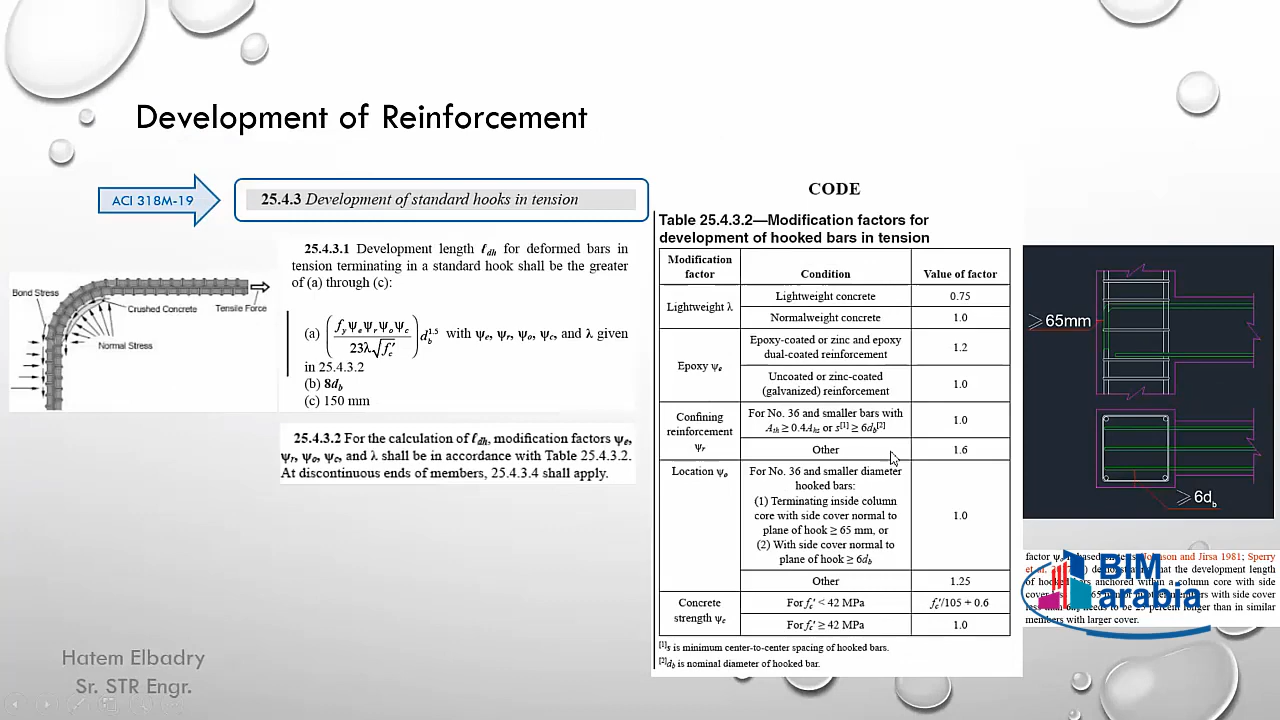 Development of Reinforcement
ACI 318M-19
25.4.3 Development of standard hooks in tension
25.4.3.1 Development length ℓdh for deformed bars in
tension terminating in a standard hook shall be the greater
of (a) through (c):
(a) (fyψeψrψoψc / 23λ√fc′) db^1.5 with ψe, ψr, ψo, ψc, and λ given
in 25.4.3.2
(b) 8db
(c) 150 mm
25.4.3.2 For the calculation of ℓdh, modification factors ψe,
ψr, ψo, ψc, and λ shall be in accordance with Table 25.4.3.2.
At discontinuous ends of members, 25.4.3.4 shall apply.
Bond Stress
Crushed Concrete
Tensile Force
Normal Stress
CODE
Table 25.4.3.2—Modification factors for
development of hooked bars in tension
Modification
factor
Condition
Value of factor
Lightweight λ
Lightweight concrete
0.75
Normalweight concrete
1.0
Epoxy ψe
Epoxy-coated or zinc and epoxy
dual-coated reinforcement
1.2
Uncoated or zinc-coated
(galvanized) reinforcement
1.0
Confining
reinforcement
ψr
For No. 36 and smaller bars with
Ath ≥ 0.4Ahs or s[1] ≥ 6db[2]
1.0
Other
1.6
Location ψo
For No. 36 and smaller diameter
hooked bars:
(1) Terminating inside column
core with side cover normal to
plane of hook ≥ 65 mm, or
(2) With side cover normal to
plane of hook ≥ 6db
1.0
Other
1.25
Concrete
strength ψc
For fc′ < 42 MPa
fc′/105 + 0.6
For fc′ ≥ 42 MPa
1.0
[1]s is minimum center-to-center spacing of hooked bars.
[2]db is nominal diameter of hooked bar.
≥65mm
≥6db
factor ψo based on tests Johnson and Jirsa 1981; Sperry
that the development length
anchored within a column core with side
members with side cover
needs to be 25 percent longer than in similar
members with larger cover.
BIM
arabia
Hatem Elbadry
Sr. STR Engr.